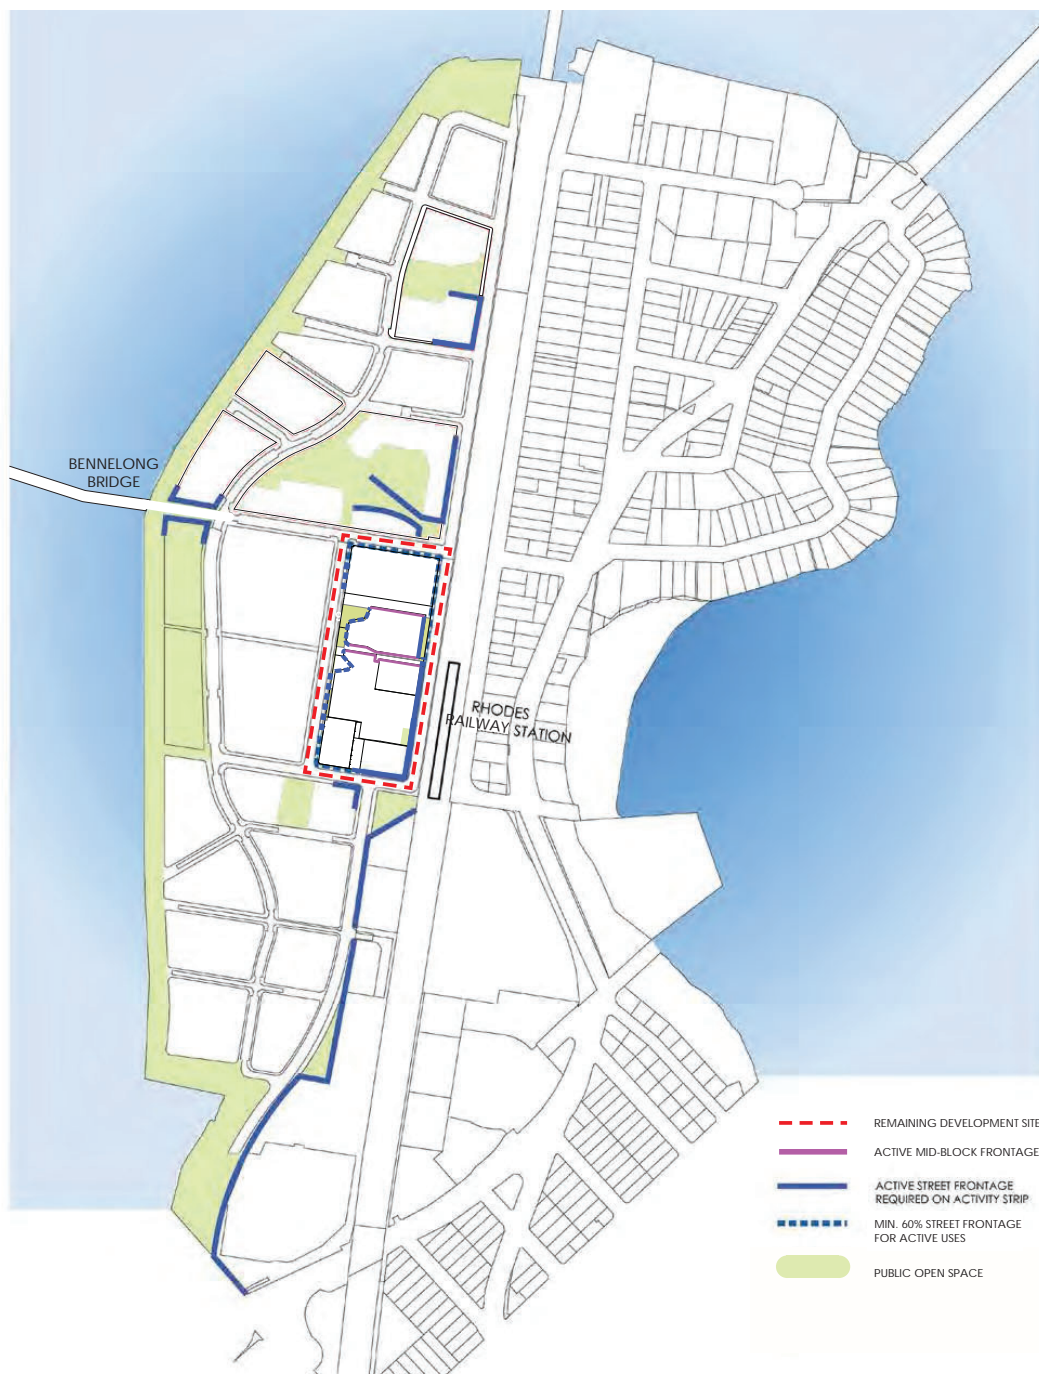 BENNELONG
BRIDGE
RHODES
RAILWAY STATION
REMAINING DEVELOPMENT SITE
ACTIVE MID-BLOCK FRONTAGE
ACTIVE STREET FRONTAGE
REQUIRED ON ACTIVITY STRIP
MIN. 60% STREET FRONTAGE
FOR ACTIVE USES
PUBLIC OPEN SPACE